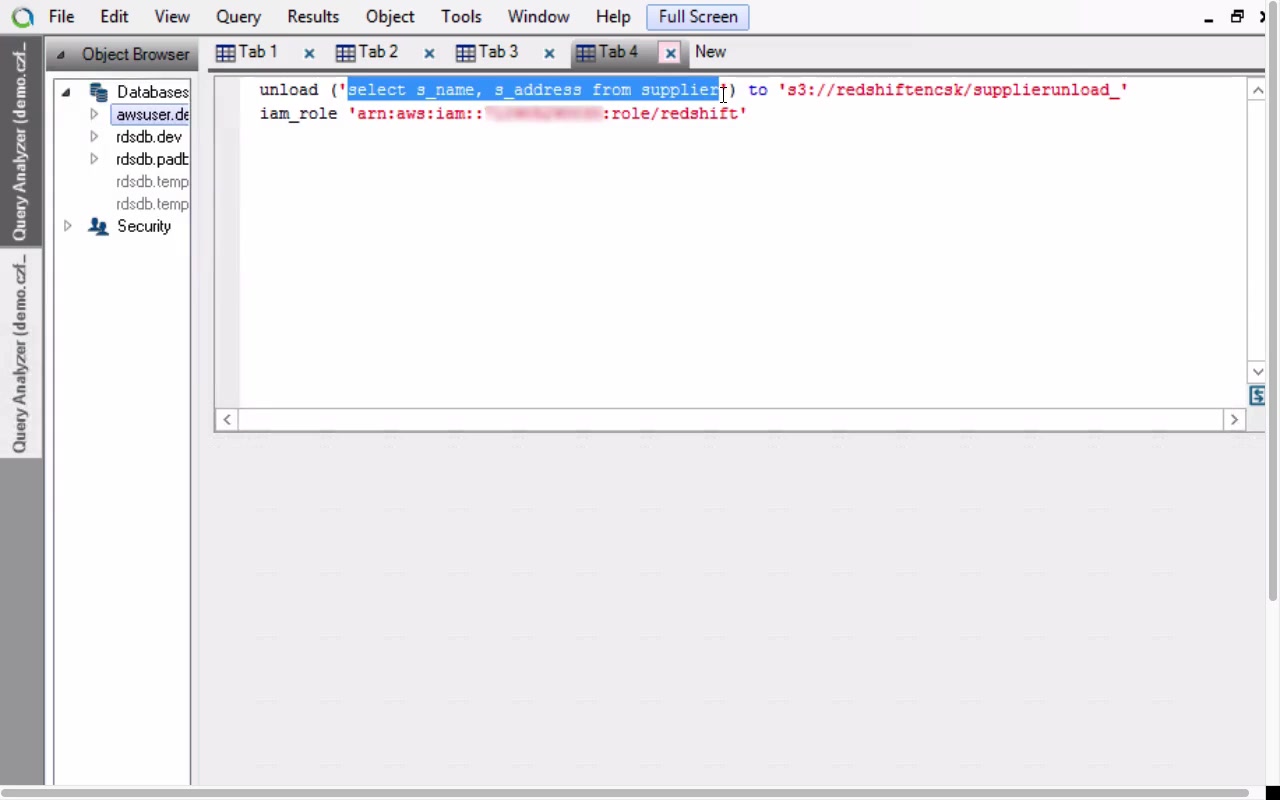 File Edit View Query Results Object Tools Window Help Full Screen
Object Browser Tab 1 Tab 2 Tab 3 Tab 4 New
Databases
awsuser.de
rdsdb.dev
rdsdb.padb
rdsdb.temp
rdsdb.temp
Security
Query Analyzer (demo.czf...
Query Analyzer (demo.czf...
unload ('select s_name, s_address from supplier') to 's3://redshiftencsk/supplierunload_'
iam_role 'arn:aws:iam:: :role/redshift'